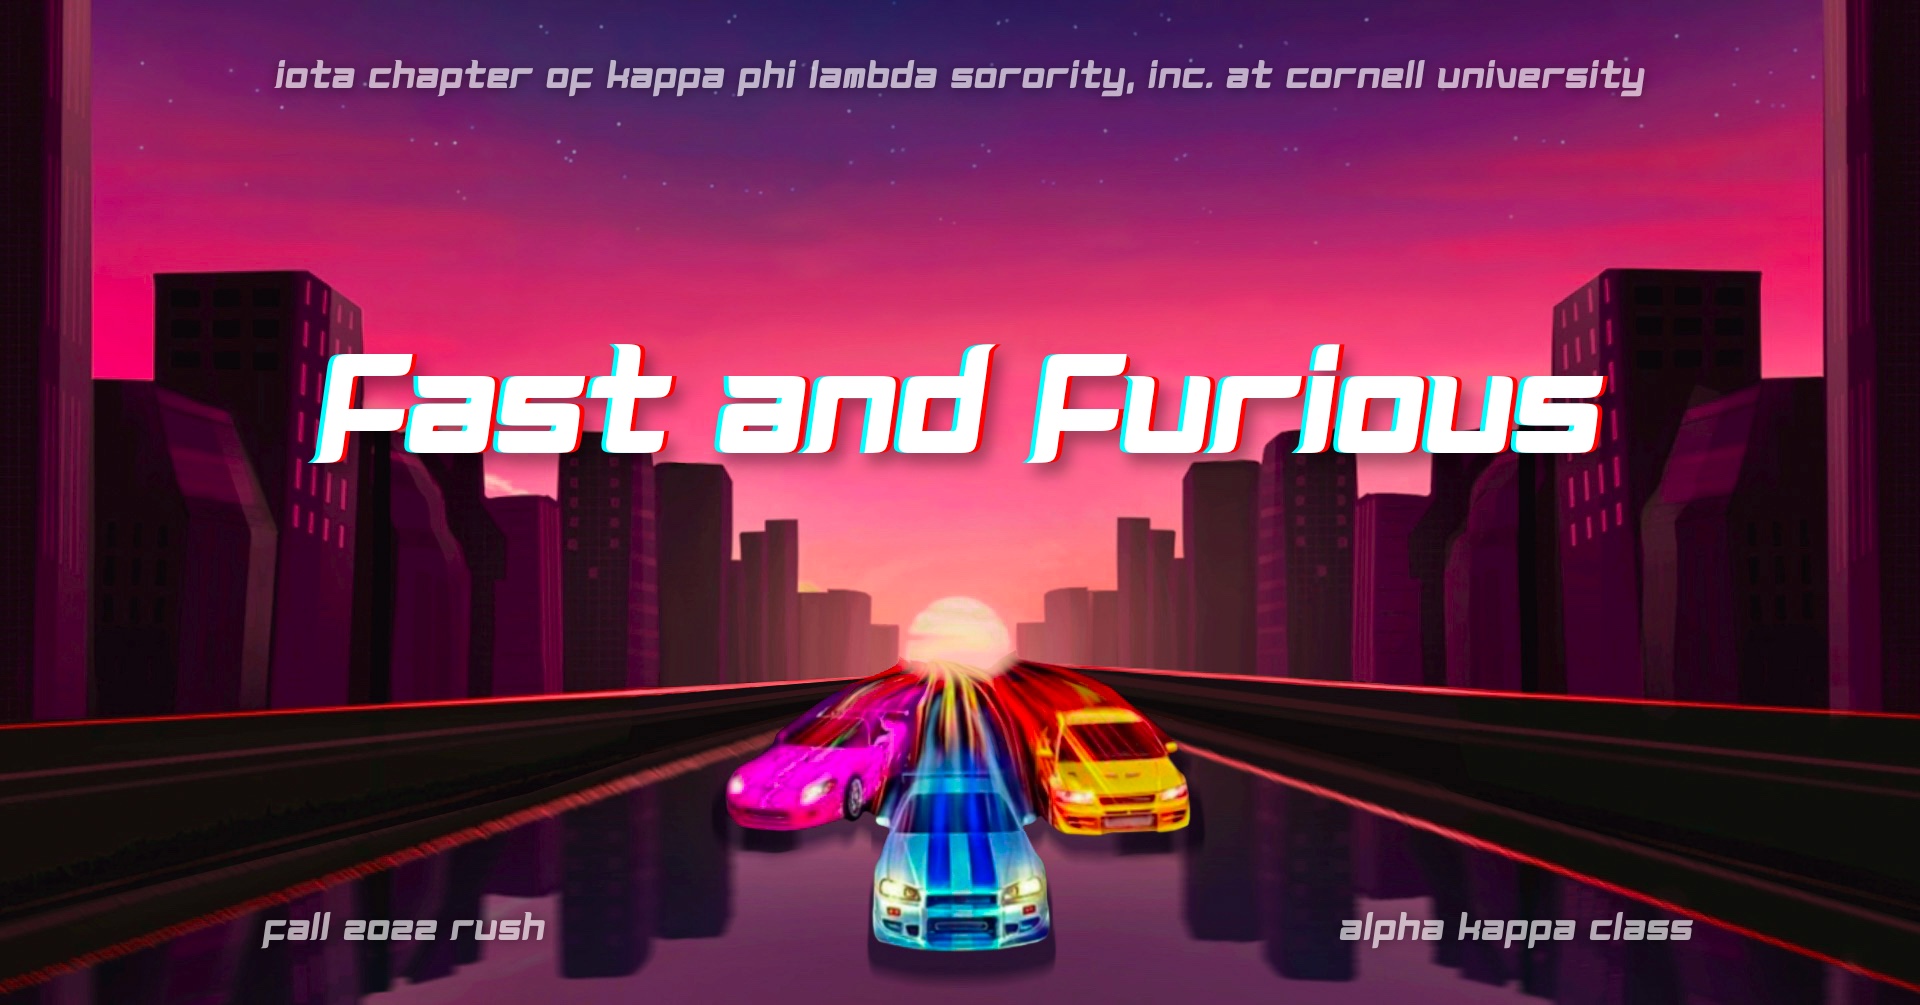 iota chapter of kappa phi lambda sorority, inc. at cornell university
Fast and Furious
fall 2022 rush
alpha kappa class